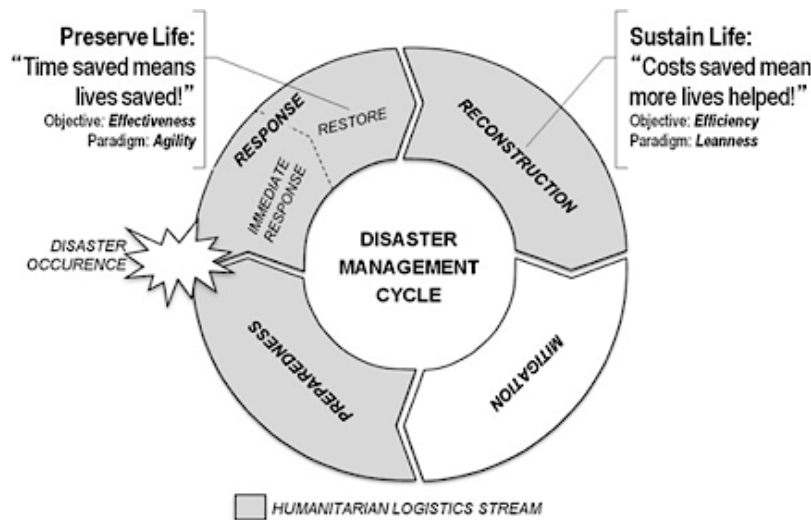 Preserve Life:
“Time saved means
lives saved!”
Objective: Effectiveness
Paradigm: Agility
Sustain Life:
“Costs saved mean
more lives helped!”
Objective: Efficiency
Paradigm: Leanness
RESPONSE
RESTORE
IMMEDIATE
RESPONSE
RECONSTRUCTION
DISASTER
OCCURENCE
DISASTER
MANAGEMENT
CYCLE
PREPAREDNESS
MITIGATION
HUMANITARIAN LOGISTICS STREAM